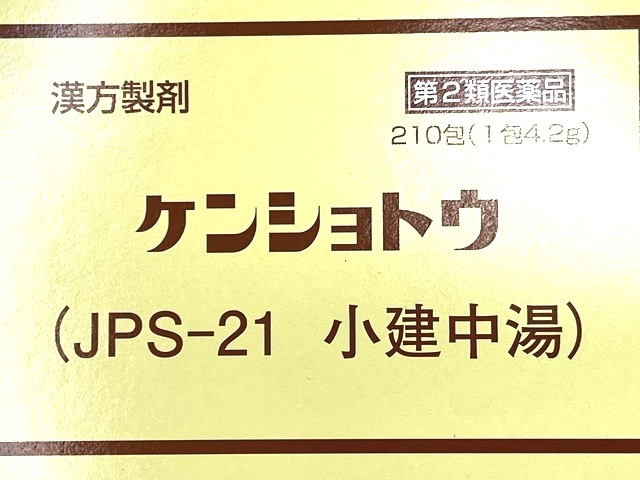 漢方製剤
第2類医薬品
210包(1包4.2g)
ケンショトウ
(JPS-21 小建中湯)